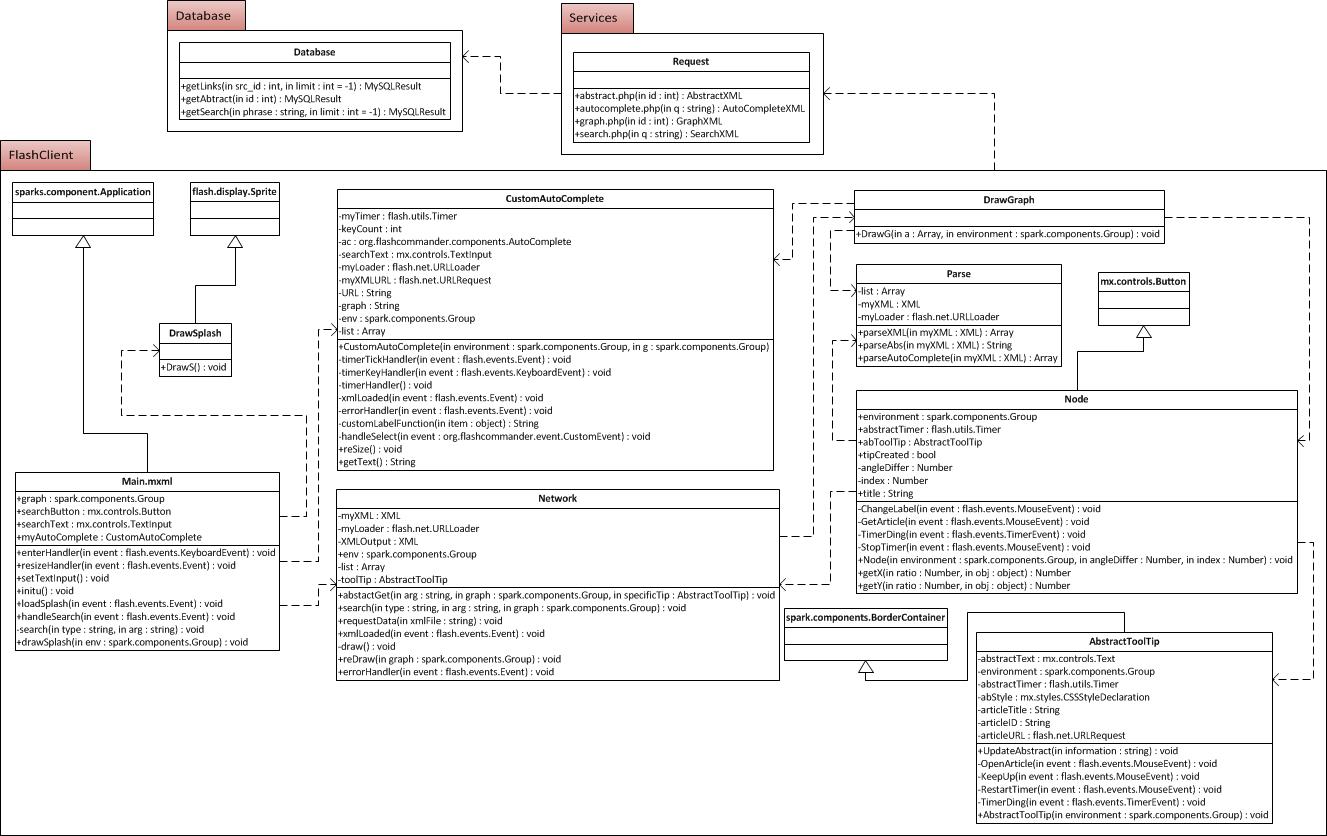 Database
Database
+getLinks(in src_id : int, in limit : int = -1) : MySQLResult
+getAbtract(in id : int) : MySQLResult
+getSearch(in phrase : string, in limit : int = -1) : MySQLResult
Services
Request
+abstract.php(in id : int) : AbstractXML
+autocomplete.php(in q : string) : AutoCompleteXML
+graph.php(in id : int) : GraphXML
+search.php(in q : string) : SearchXML
FlashClient
sparks.component.Application
flash.display.Sprite
DrawSplash
+DrawS() : void
Main.mxml
+graph : spark.components.Group
+searchButton : mx.controls.Button
+searchText : mx.controls.TextInput
+myAutoComplete : CustomAutoComplete
+enterHandler(in event : flash.events.KeyboardEvent) : void
+resizeHandler(in event : flash.events.Event) : void
+setTextInput() : void
+initu() : void
+loadSplash(in event : flash.events.Event) : void
+handleSearch(in event : flash.events.Event) : void
-search(in type : string, in arg : string) : void
+drawSplash(in env : spark.components.Group) : void
CustomAutoComplete
-myTimer : flash.utils.Timer
-keyCount : int
-ac : org.flashcommander.components.AutoComplete
-searchText : mx.controls.TextInput
-myLoader : flash.net.URLLoader
-myXMLURL : flash.net.URLRequest
-URL : String
-graph : String
-env : spark.components.Group
-list : Array
+CustomAutoComplete(in environment : spark.components.Group, in g : spark.components.Group)
-timerTickHandler(in event : flash.events.Event) : void
-timerKeyHandler(in event : flash.events.KeyboardEvent) : void
-timerHandler() : void
-xmlLoaded(in event : flash.events.Event) : void
-errorHandler(in event : flash.events.Event) : void
-customLabelFunction(in item : object) : String
-handleSelect(in event : org.flashcommander.event.CustomEvent) : void
+reSize() : void
+getText() : String
Network
-myXML : XML
-myLoader : flash.net.URLLoader
-XMLOutput : XML
+env : spark.components.Group
-list : Array
-toolTip : AbstractToolTip
+abstactGet(in arg : string, in graph : spark.components.Group, in specificTip : AbstractToolTip) : void
+search(in type : string, in arg : string, in graph : spark.components.Group) : void
+requestData(in xmlFile : string) : void
+xmlLoaded(in event : flash.events.Event) : void
-draw() : void
+reDraw(in graph : spark.components.Group) : void
+errorHandler(in event : flash.events.Event) : void
DrawGraph
+DrawG(in a : Array, in environment : spark.components.Group) : void
Parse
-list : Array
-myXML : XML
-myLoader : flash.net.URLLoader
+parseXML(in myXML : XML) : Array
+parseAbs(in myXML : XML) : String
+parseAutoComplete(in myXML : XML) : Array
mx.controls.Button
Node
+environment : spark.components.Group
+abstractTimer : flash.utils.Timer
+abToolTip : AbstractToolTip
+tipCreated : bool
-angleDiffer : Number
-index : Number
+title : String
-ChangeLabel(in event : flash.events.MouseEvent) : void
-GetArticle(in event : flash.events.MouseEvent) : void
-TimerDing(in event : flash.events.TimerEvent) : void
-StopTimer(in event : flash.events.MouseEvent) : void
+Node(in environment : spark.components.Group, in angleDiffer : Number, in index : Number) : void
+getX(in ratio : Number, in obj : object) : Number
+getY(in ratio : Number, in obj : object) : Number
spark.components.BorderContainer
AbstractToolTip
-abstractText : mx.controls.Text
-environment : spark.components.Group
-abstractTimer : flash.utils.Timer
-abStyle : mx.styles.CSSStyleDeclaration
-articleTitle : String
-articleID : String
-articleURL : flash.net.URLRequest
+UpdateAbstract(in information : string) : void
-OpenArticle(in event : flash.events.MouseEvent) : void
-KeepUp(in event : flash.events.MouseEvent) : void
-RestartTimer(in event : flash.events.MouseEvent) : void
-TimerDing(in event : flash.events.TimerEvent) : void
+AbstractToolTip(in environment : spark.components.Group) : void